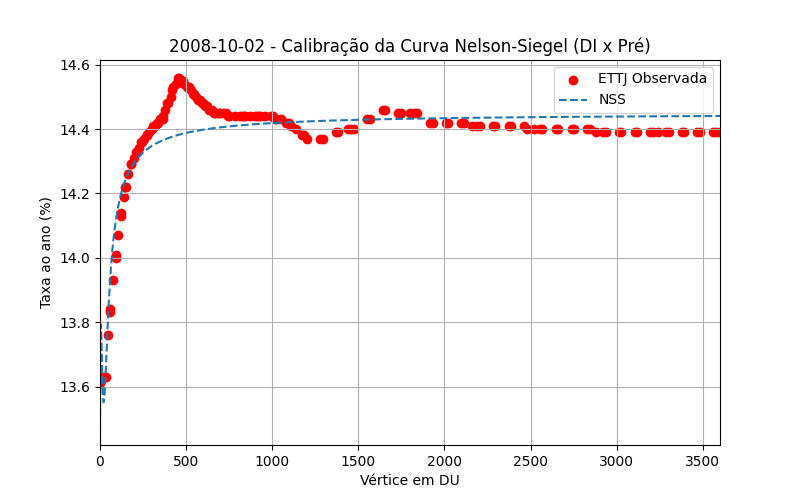 2008-10-02 - Calibração da Curva Nelson-Siegel (DI x Pré)
ETTJ Observada
NSS
Taxa ao ano (%)
14.6
14.4
14.2
14.0
13.8
13.6
0
500
1000
1500
2000
2500
3000
3500
Vértice em DU